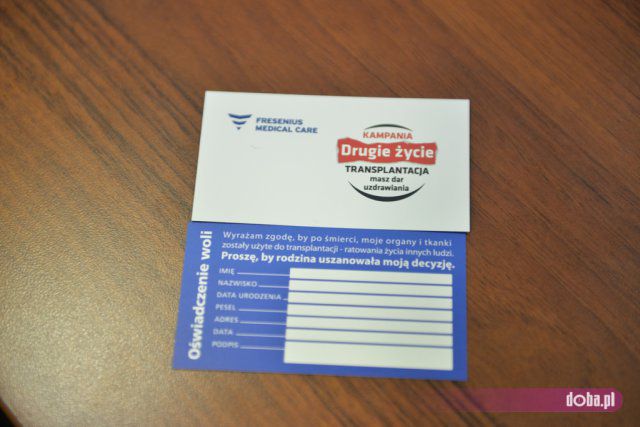 FRESENIUS
MEDICAL CARE
KAMPANIA
Drugie życie
TRANSPLANTACJA
masz dar
uzdrawiania
Oświadczenie woli
Wyrażam zgodę, by po śmierci, moje organy i tkanki
zostały użyte do transplantacji - ratowania życia innych ludzi.
Proszę, by rodzina uszanowała moją decyzję.
IMIĘ
NAZWISKO
DATA URODZENIA
PESEL
ADRES
DATA
PODPIS
doba.pl